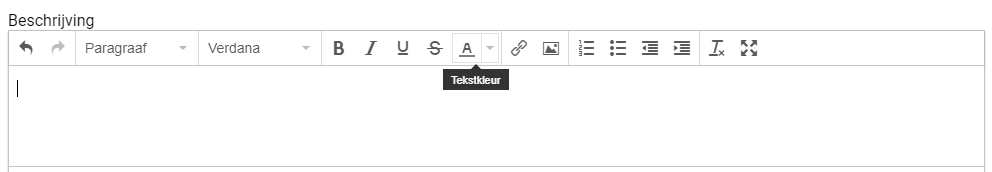 Beschrijving
Paragraaf Verdana B I U S A
Tekstkleur